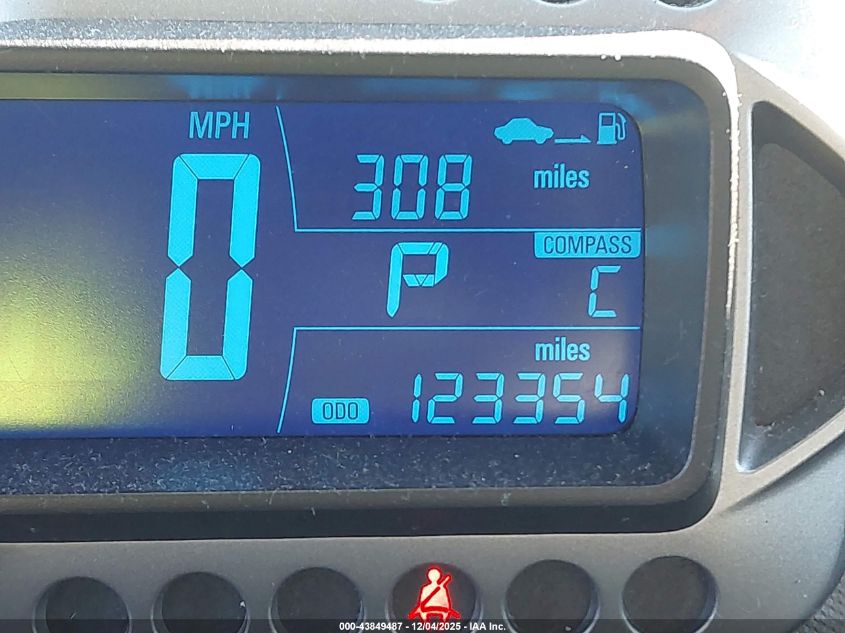 MPH
0
308 miles
P
COMPASS
C
miles
ODO 123354
000-43849487 - 12/04/2025 - IAA Inc.